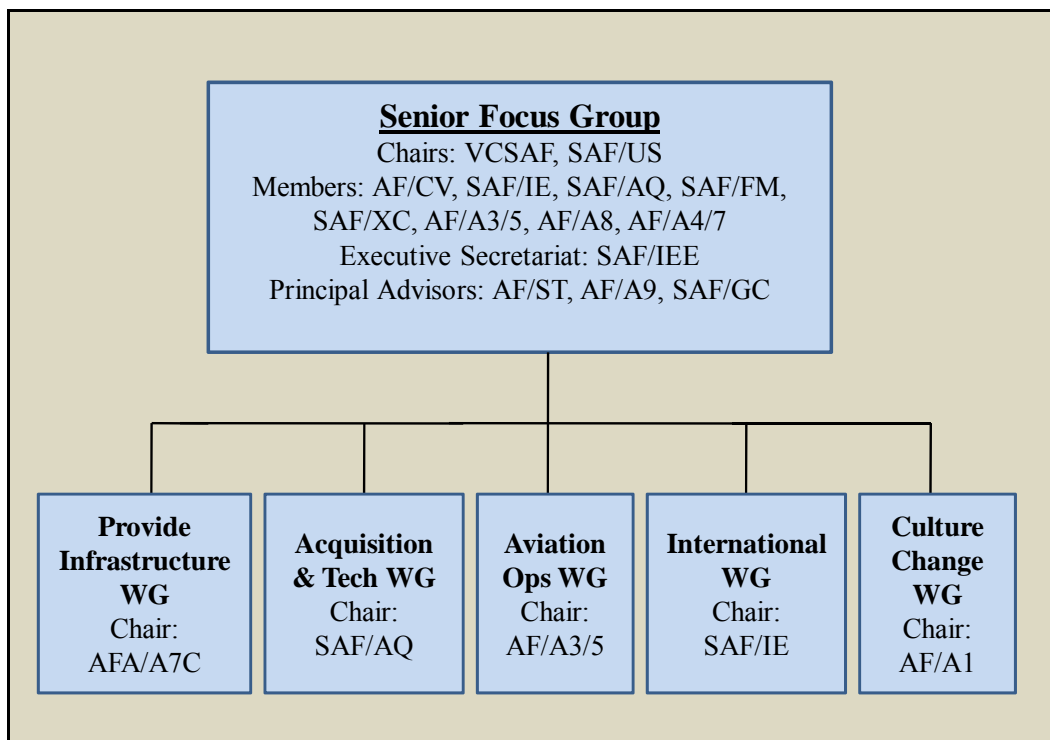 Senior Focus Group
Chairs: VCSAF, SAF/US
Members: AF/CV, SAF/IE, SAF/AQ, SAF/FM,
SAF/XC, AF/A3/5, AF/A8, AF/A4/7
Executive Secretariat: SAF/IEE
Principal Advisors: AF/ST, AF/A9, SAF/GC
Provide
Infrastructure
WG
Chair:
AFA/A7C
Acquisition
& Tech WG
Chair:
SAF/AQ
Aviation
Ops WG
Chair:
AF/A3/5
International
WG
Chair:
SAF/IE
Culture
Change
WG
Chair:
AF/A1